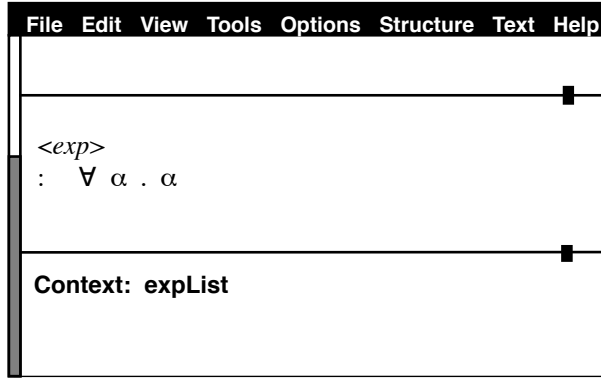 File Edit View Tools Options Structure Text Help
<exp>
: ∀ α . α
Context: expList